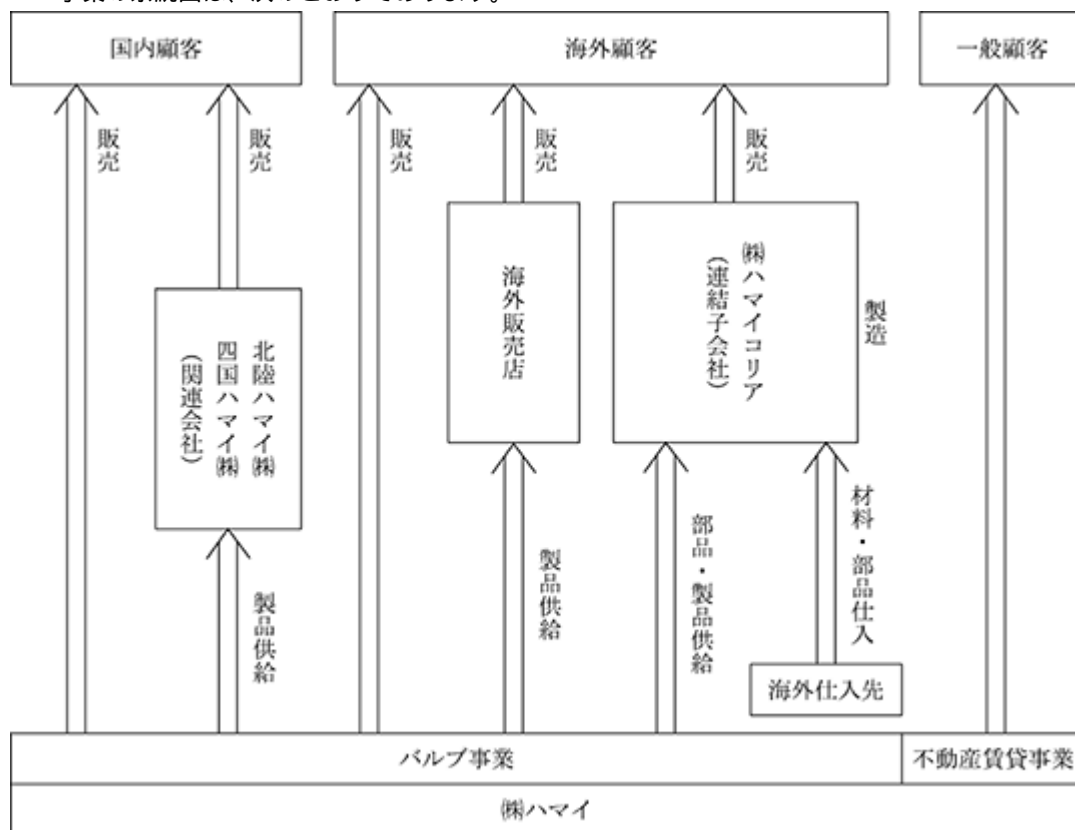 事業の系統図は、次のとおりであります。
国内顧客
海外顧客
一般顧客
販売
販売
販売
販売
販売
北陸ハマイ㈱
四国ハマイ㈱
(関連会社)
海外販売店
㈱ハマイコリア
(連結子会社)
製造
製品供給
製品供給
部品・製品供給
材料・部品仕入
海外仕入先
バルブ事業
不動産賃貸事業
㈱ハマイ